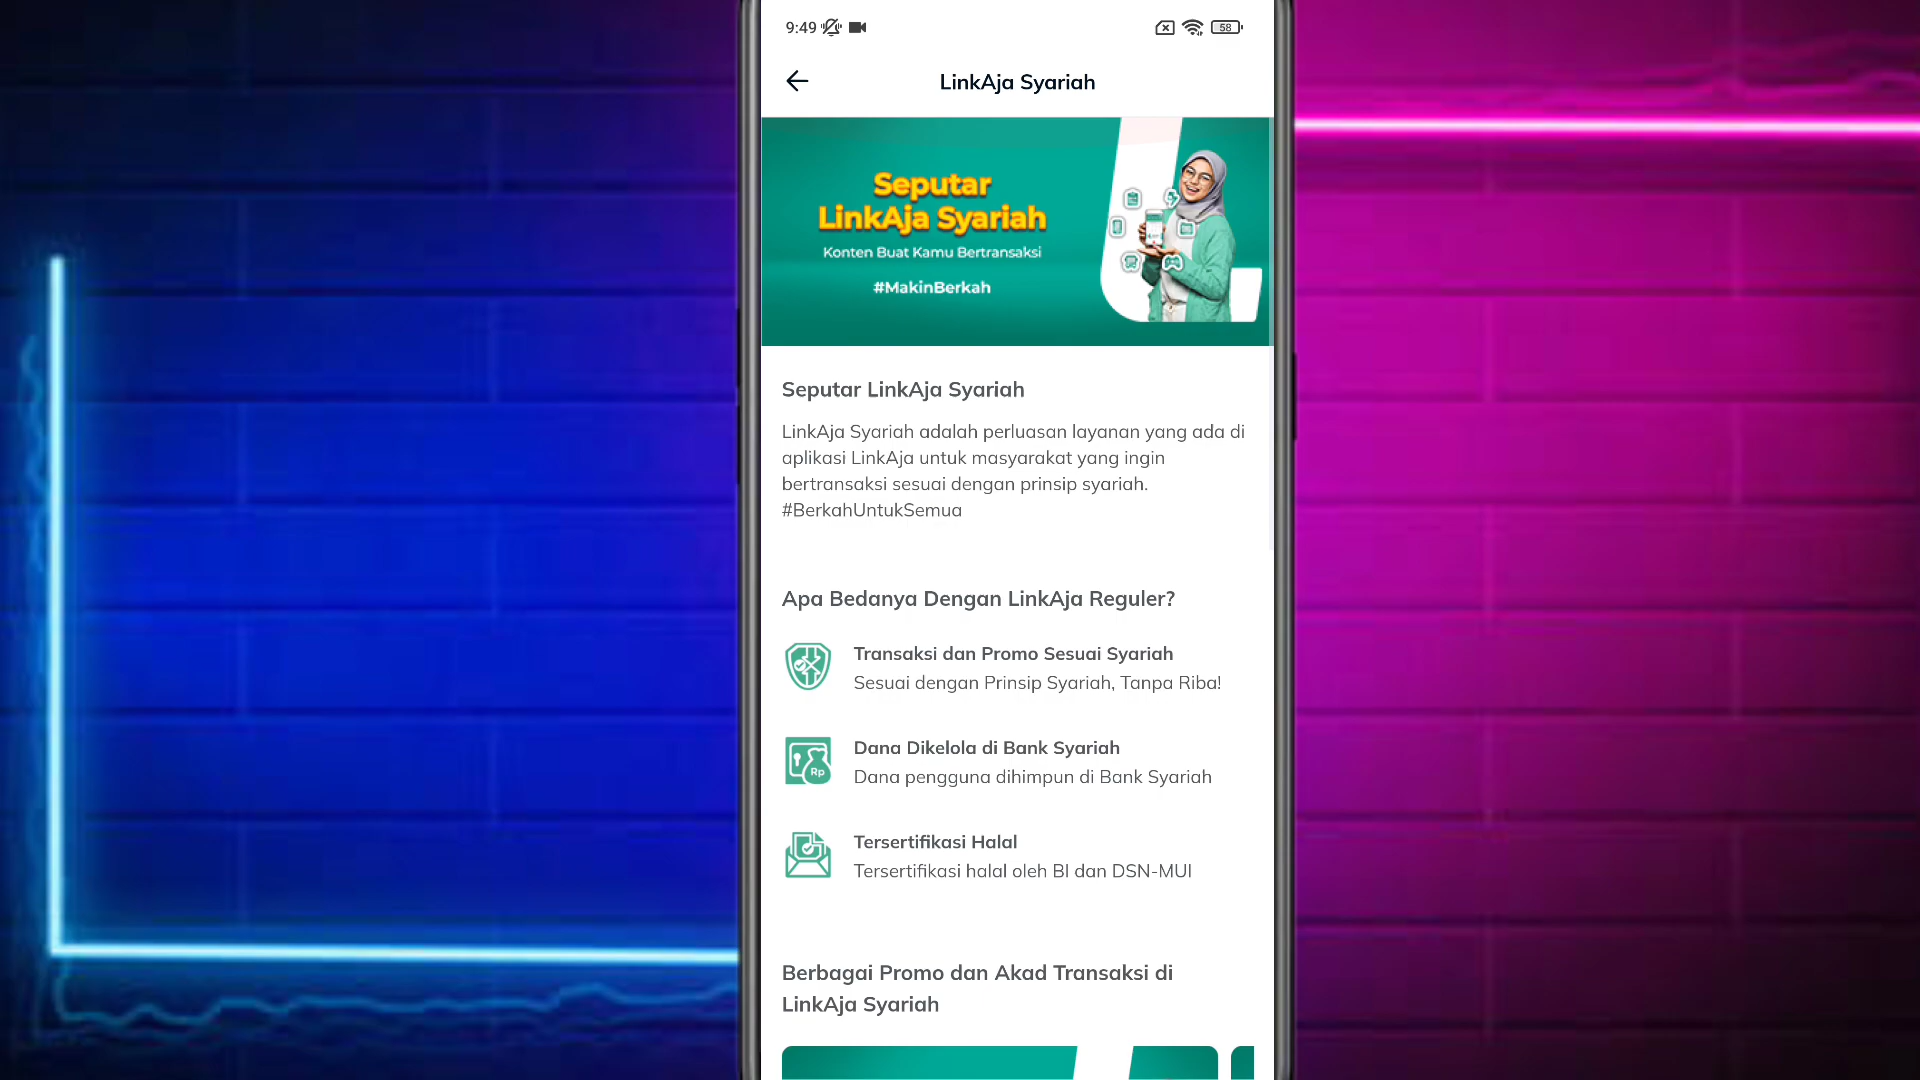 9:49
58
LinkAja Syariah
Seputar
LinkAja Syariah
Konten Buat Kamu Bertransaksi
#MakinBerkah
Seputar LinkAja Syariah
LinkAja Syariah adalah perluasan layanan yang ada di
aplikasi LinkAja untuk masyarakat yang ingin
bertransaksi sesuai dengan prinsip syariah.
#BerkahUntukSemua
Apa Bedanya Dengan LinkAja Reguler?
Transaksi dan Promo Sesuai Syariah
Sesuai dengan Prinsip Syariah, Tanpa Riba!
Rp
Dana Dikelola di Bank Syariah
Dana pengguna dihimpun di Bank Syariah
Tersertifikasi Halal
Tersertifikasi halal oleh BI dan DSN-MUI
Berbagai Promo dan Akad Transaksi di
LinkAja Syariah